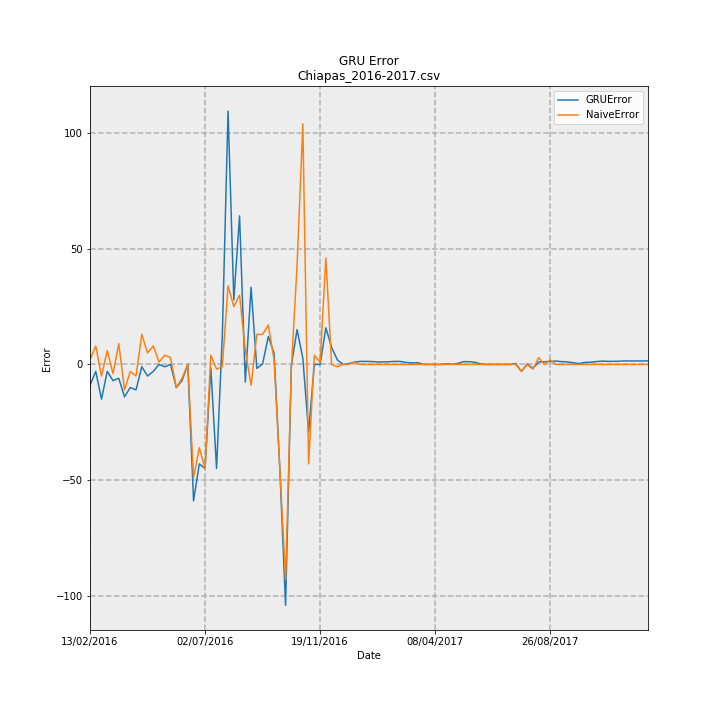 GRU Error
Chiapas_2016-2017.csv
GRUError
NaiveError
100
50
0
−50
−100
Error
13/02/2016
02/07/2016
19/11/2016
08/04/2017
26/08/2017
Date